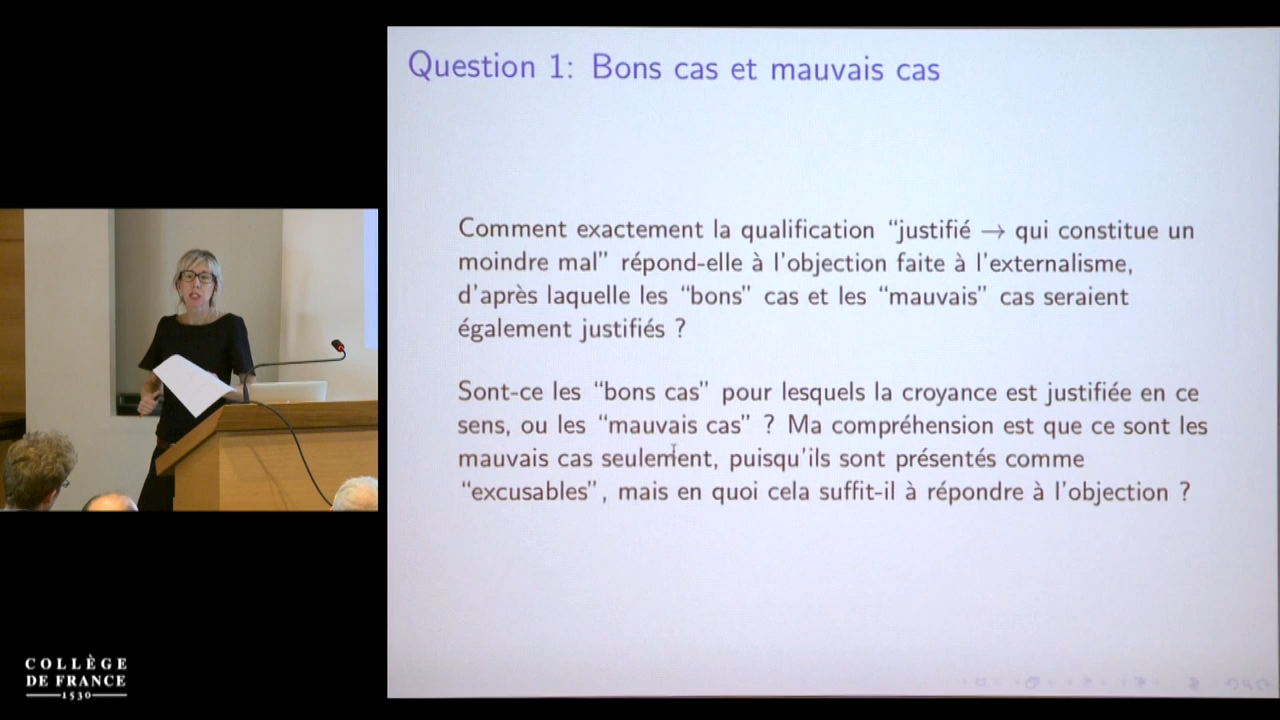 Question 1: Bons cas et mauvais cas
Comment exactement la qualification “justifié → qui constitue un
moindre mal” répond-elle à l'objection faite à l'externalisme,
d'après laquelle les “bons” cas et les “mauvais” cas seraient
également justifiés ?
Sont-ce les “bons cas” pour lesquels la croyance est justifiée en ce
sens, ou les “mauvais cas” ? Ma compréhension est que ce sont les
mauvais cas seulement, puisqu'ils sont présentés comme
“excusables”, mais en quoi cela suffit-il à répondre à l'objection ?
COLLÈGE
DE FRANCE
1530